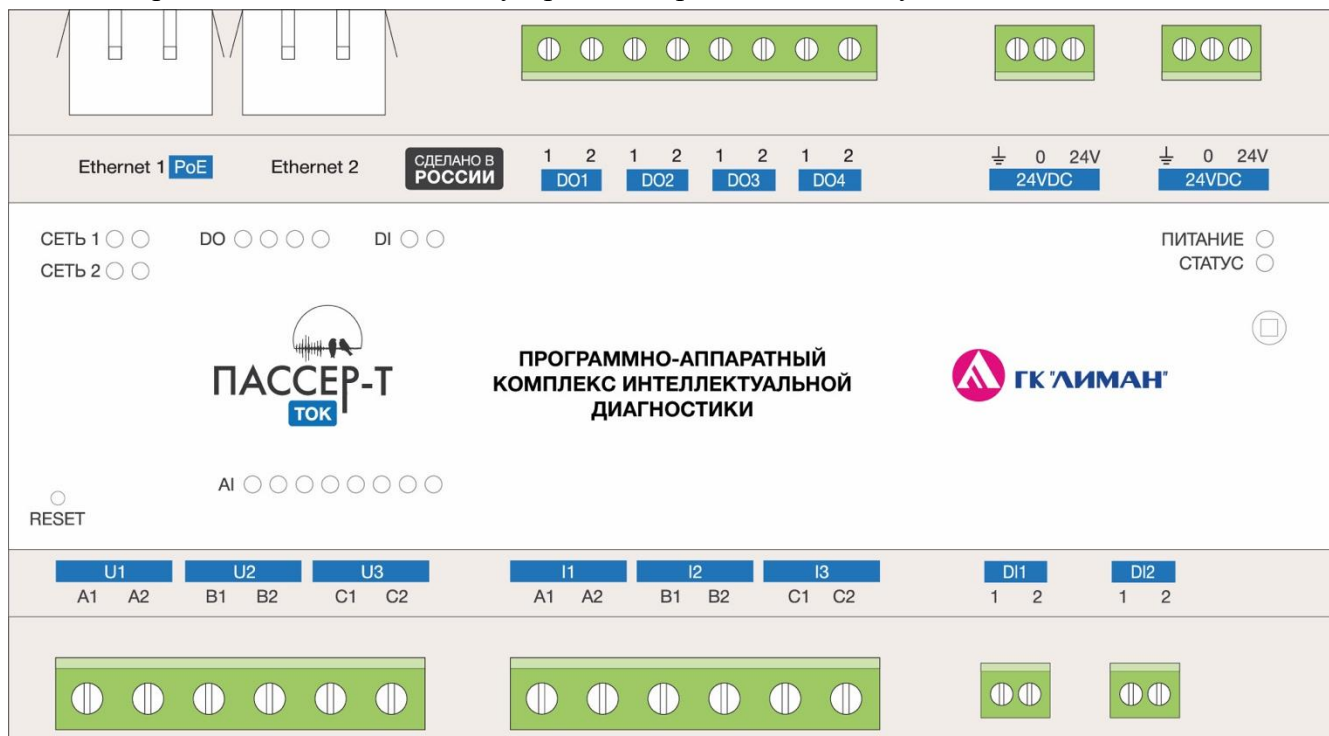 Ethernet 1 PoE
Ethernet 2
СДЕЛАНО В
РОССИИ
1 2 1 2 1 2 1 2
DO1 DO2 DO3 DO4
0 24V 0 24V
24VDC 24VDC
СЕТЬ 1
СЕТЬ 2
DO
DI
ПИТАНИЕ
СТАТУС
ПАССЕР-Т
ТОК
ПРОГРАММНО-АППАРАТНЫЙ
КОМПЛЕКС ИНТЕЛЛЕКТУАЛЬНОЙ
ДИАГНОСТИКИ
ГК "ЛИМАН"
AI
RESET
U1 U2 U3 I1 I2 I3 DI1 DI2
A1 A2 B1 B2 C1 C2 A1 A2 B1 B2 C1 C2 1 2 1 2